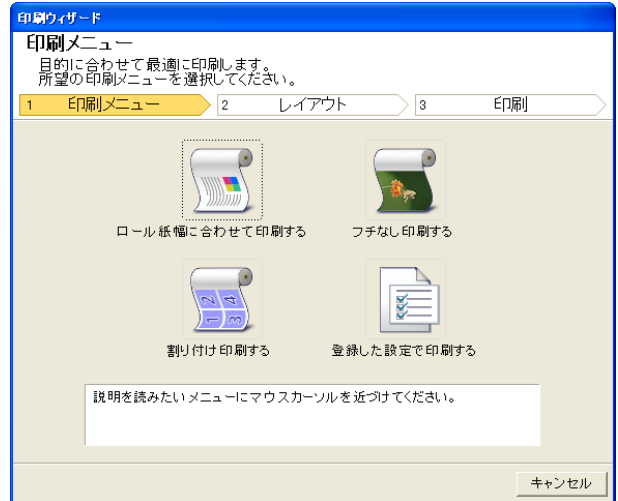 印刷ウィザード
印刷メニュー
目的に合わせて最適に印刷します。
所望の印刷メニューを選択してください。
1 印刷メニュー 2 レイアウト 3 印刷
ロール紙幅に合わせて印刷する フチなし印刷する
1 2 3 4
割り付け印刷する 登録した設定で印刷する
説明を読みたいメニューにマウスカーソルを近づけてください。
キャンセル